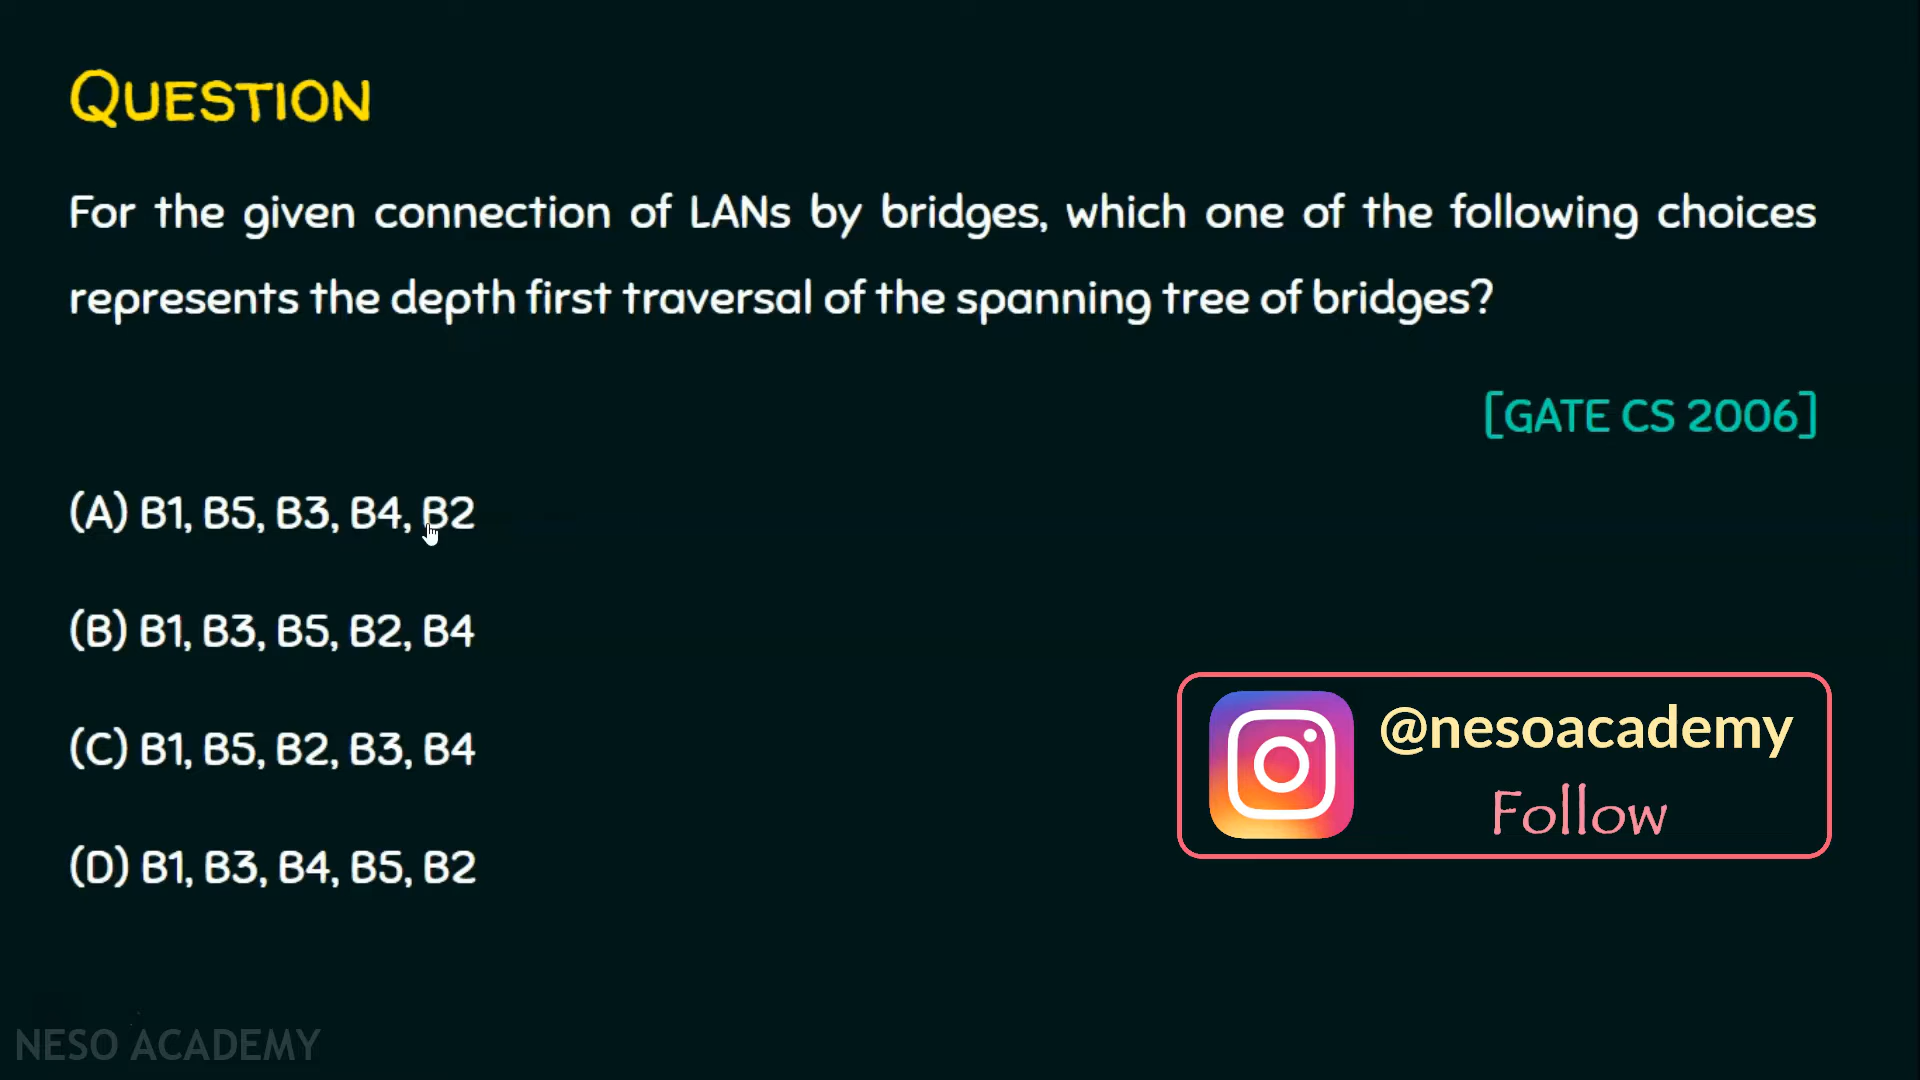 QUESTION
For the given connection of LANs by bridges, which one of the following choices
represents the depth first traversal of the spanning tree of bridges?
[GATE CS 2006]
(A) B1, B5, B3, B4, B2
(B) B1, B3, B5, B2, B4
(C) B1, B5, B2, B3, B4
(D) B1, B3, B4, B5, B2
@nesoacademy
Follow
NESO ACADEMY